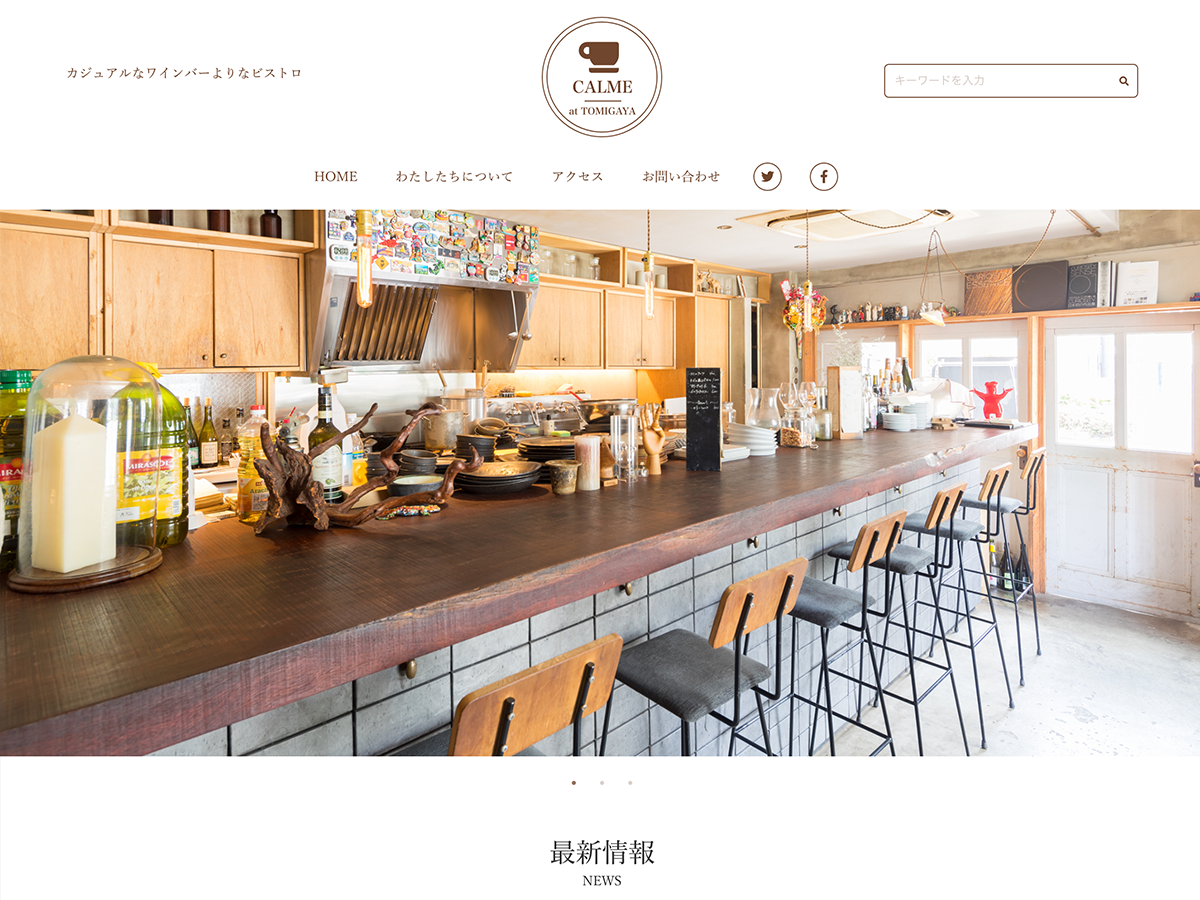 カジュアルなワインバーよりなビストロ
CALME
at TOMIGAYA
キーワードを入力
HOME
わたしたちについて
アクセス
お問い合わせ
MIRASOL
最新情報
NEWS